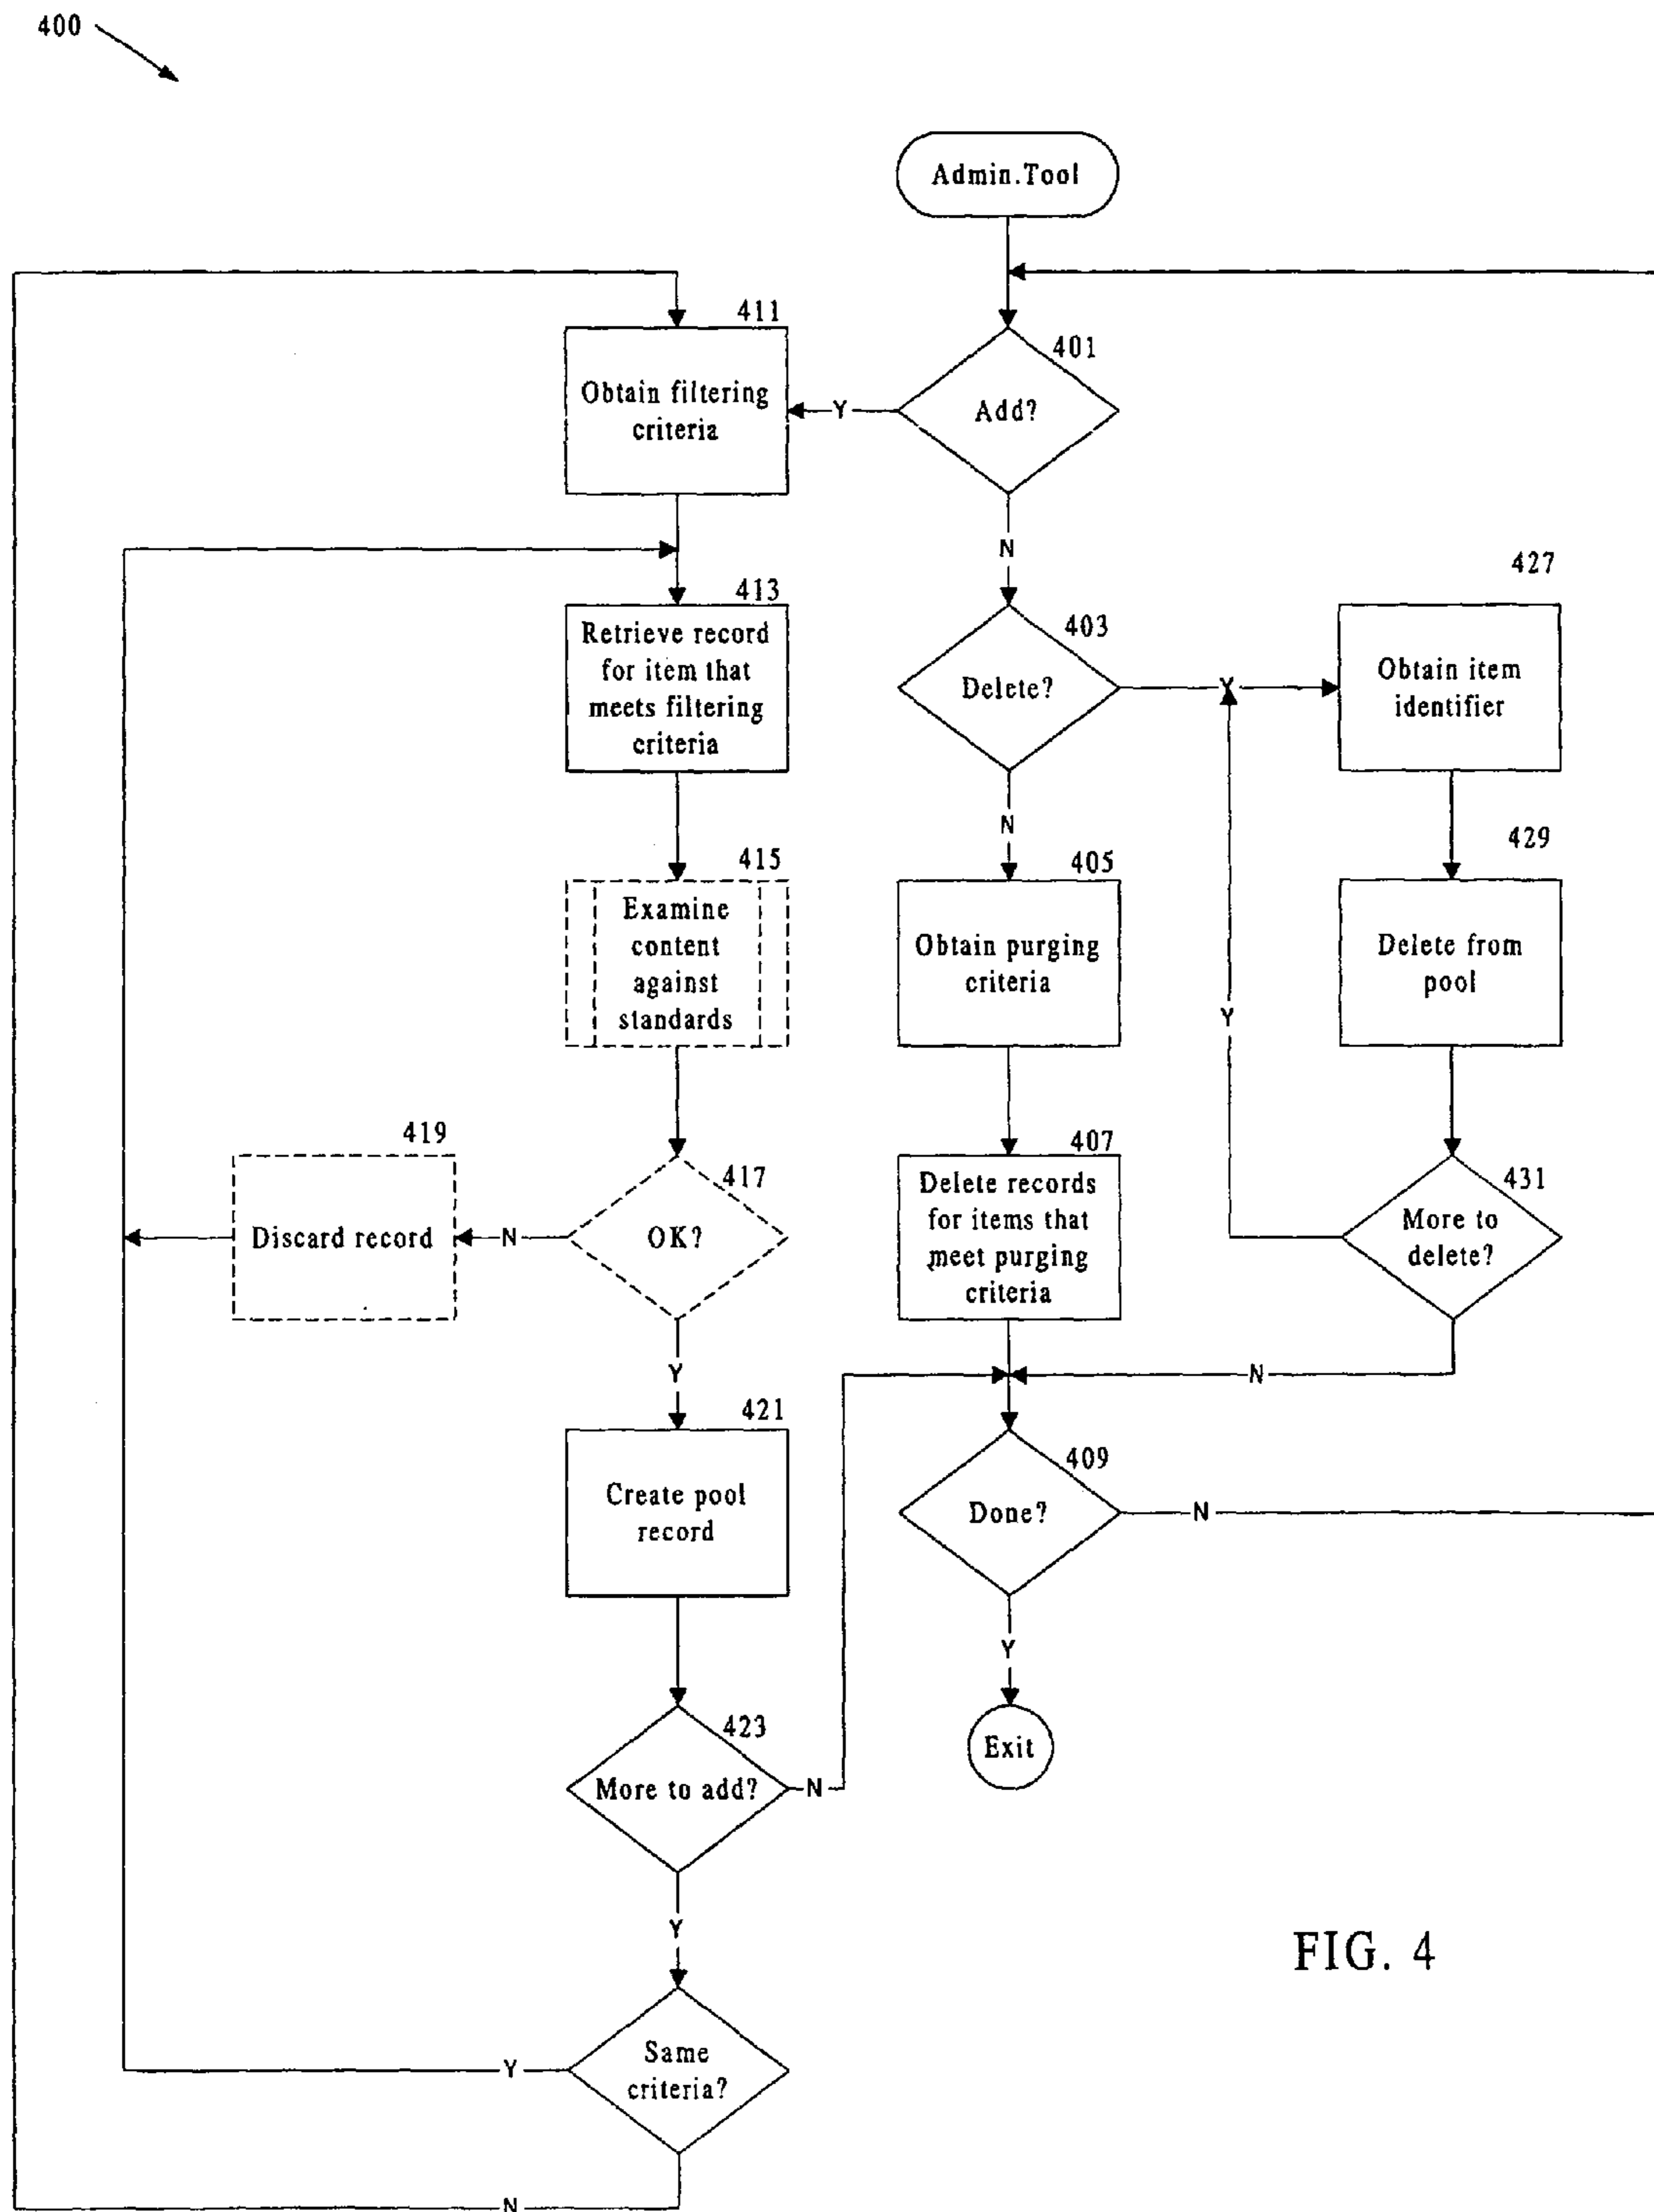 400
Admin.Tool
411
Obtain filtering
criteria
Y
401
Add?
N
413
Retrieve record
for item that
meets filtering
criteria
403
Delete?
Y
427
Obtain item
identifier
N
415
Examine
content
against
standards
405
Obtain purging
criteria
429
Delete from
pool
Y
419
Discard record
N
417
OK?
407
Delete records
for items that
meet purging
criteria
431
More to
delete?
Y
N
421
Create pool
record
409
Done?
N
Y
423
More to add?
N
Exit
Y
Same
criteria?
Y
N
FIG. 4